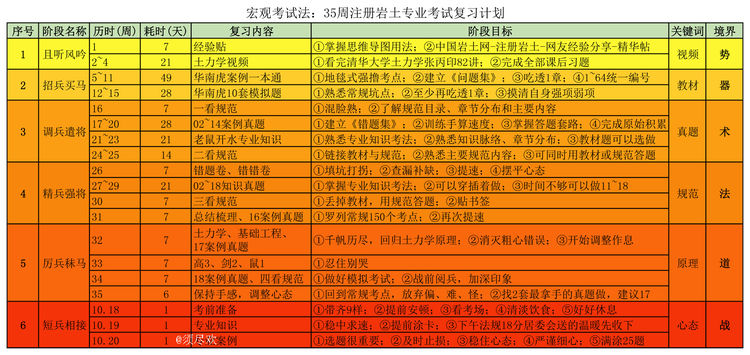 宏观考试法：35周注册岩土专业考试复习计划
序号 阶段名称 历时(周) 耗时(天) 复习内容 阶段目标 关键词 境界
1 且听风吟 1 7 经验贴 ①掌握思维导图用法；②中国岩土网-注册岩土-网友经验分享-精华帖 视频 势
2~4 21 土力学视频 ①看完清华大学土力学张丙印82讲；②完成全部课后习题
2 招兵买马 5~11 49 华南虎案例一本通 ①地毯式强撸考点；②建立《问题集》；③吃透1章；④1~64统一编号 教材 器
12~15 28 华南虎10套模拟题 ①熟悉常规坑点；②至少再吃透1章；③摸清自身强项弱项
3 调兵遣将 16 7 一看规范 ①混脸熟；②了解规范目录、章节分布和主要内容 真题 术
17~20 28 02~14案例真题 ①建立《错题集》；②训练手算速度；③掌握答题套路；④完成原始积累
21~23 21 老鼠开水专业知识 ①熟悉专业知识考法；②熟悉知识脉络、章节分布；③教材题可选做
24~25 14 二看规范 ①链接教材与规范；②熟悉主要规范内容；③可同时用教材或规范答题
4 精兵强将 26 7 错题卷、错错卷 ①填坑打拐；②查漏补缺；③提速；④摆平心态 规范 法
27~29 21 02~18知识真题 ①掌握专业知识考法；②可以穿插着做；③时间不够可以做11~18
30 7 三看规范 ①丢掉教材，用规范答题；②贴书签
31 7 总结梳理、16案例真题 ①罗列常规150个考点；②再次提速
5 厉兵秣马 32 7 土力学、基础工程、
17案例真题 ①千帆历尽，回归土力学原理；②消灭粗心错误；③开始调整作息 原理 道
33 7 高3、剑2、鼠1 ①忍住别哭
34 7 18案例真题、四看规范 ①做好模拟考试；②战前阅兵，加深印象
35 6 保持手感，调整心态 ①回到常规考点，放弃偏、难、怪；②找2套最拿手的真题做，建议17
6 短兵相接 10.18 1 考前准备 ①带齐9样；②提前安顿；③看考场；④清淡饮食；⑤好好休息 心态 战
10.19 1 专业知识 ①稳中求速；②提前涂卡；③下午法规18分居委会送的温暖先收下
10.20 1 案例 ①选题很重要；②及时止损；③稳住心态；④严谨细心；⑤满涂25题
@须尽欢